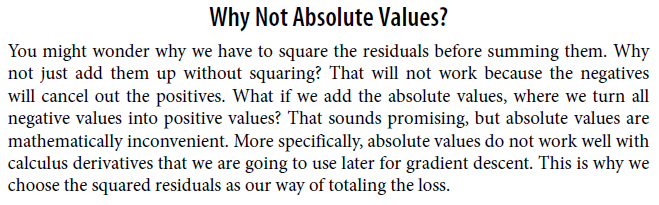 Why Not Absolute Values?
You might wonder why we have to square the residuals before summing them. Why
not just add them up without squaring? That will not work because the negatives
will cancel out the positives. What if we add the absolute values, where we turn all
negative values into positive values? That sounds promising, but absolute values are
mathematically inconvenient. More specifically, absolute values do not work well with
calculus derivatives that we are going to use later for gradient descent. This is why we
choose the squared residuals as our way of totaling the loss.